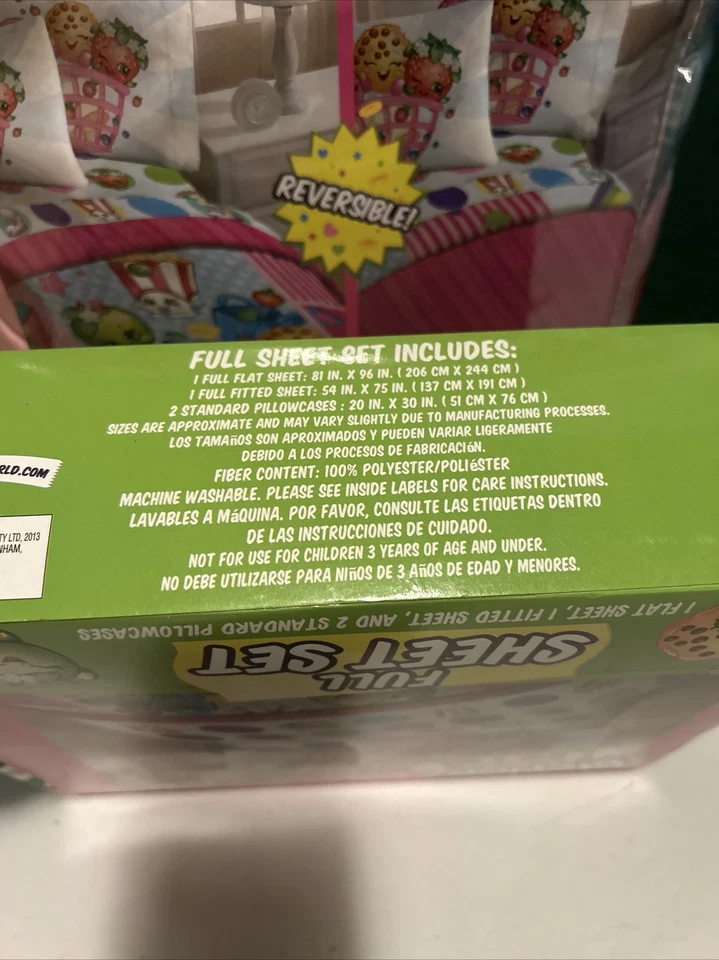 REVERSIBLE!
FULL SHEET SET INCLUDES:
1 FULL FLAT SHEET: 81 IN. X 96 IN. ( 206 CM X 244 CM )
1 FULL FITTED SHEET: 54 IN. X 75 IN. ( 137 CM X 191 CM )
2 STANDARD PILLOWCASES : 20 IN. X 30 IN. ( 51 CM X 76 CM )
SIZES ARE APPROXIMATE AND MAY VARY SLIGHTLY DUE TO MANUFACTURING PROCESSES.
LOS TAMAñOS SON APROXIMADOS Y PUEDEN VARIAR LIGERAMENTE
DEBIDO A LOS PROCESOS DE FABRICACIóN.
FIBER CONTENT: 100% POLYESTER/POLIéSTER
MACHINE WASHABLE. PLEASE SEE INSIDE LABELS FOR CARE INSTRUCTIONS.
LAVABLES A MáQUINA. POR FAVOR, CONSULTE LAS ETIQUETAS DENTRO
DE LAS INSTRUCCIONES DE CUIDADO.
NOT FOR USE FOR CHILDREN 3 YEARS OF AGE AND UNDER.
NO DEBE UTILIZARSE PARA NIñOS DE 3 AñOS DE EDAD Y MENORES.
RLD.COM
TY LTD, 2013
NHAM,
1 FLAT SHEET, 1 FITTED SHEET, AND 2 STANDARD PILLOWCASES
FULL
SHEET SET